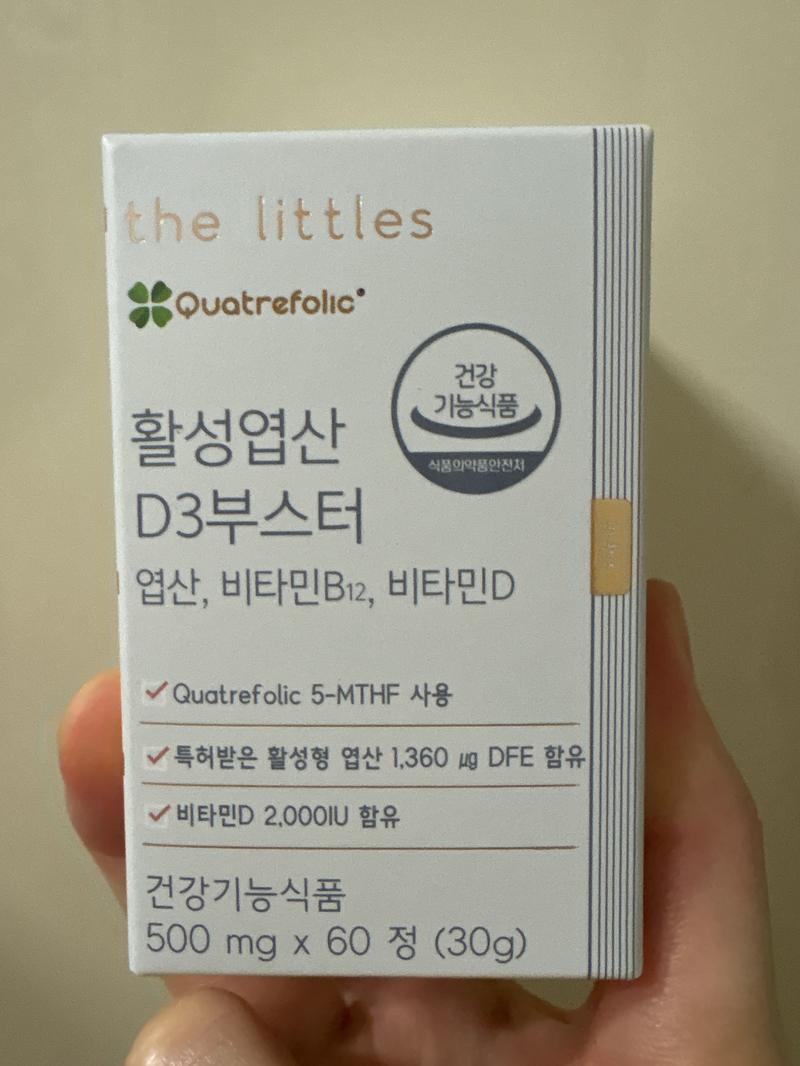 the littles
Quatrefolic®
건강
기능식품
식품의약품안전처
활성엽산
D3부스터
엽산, 비타민B12, 비타민D
Quatrefolic 5-MTHF 사용
특허받은 활성형 엽산 1,360 ㎍ DFE 함유
비타민D 2,000IU 함유
건강기능식품
500 mg x 60 정 (30g)